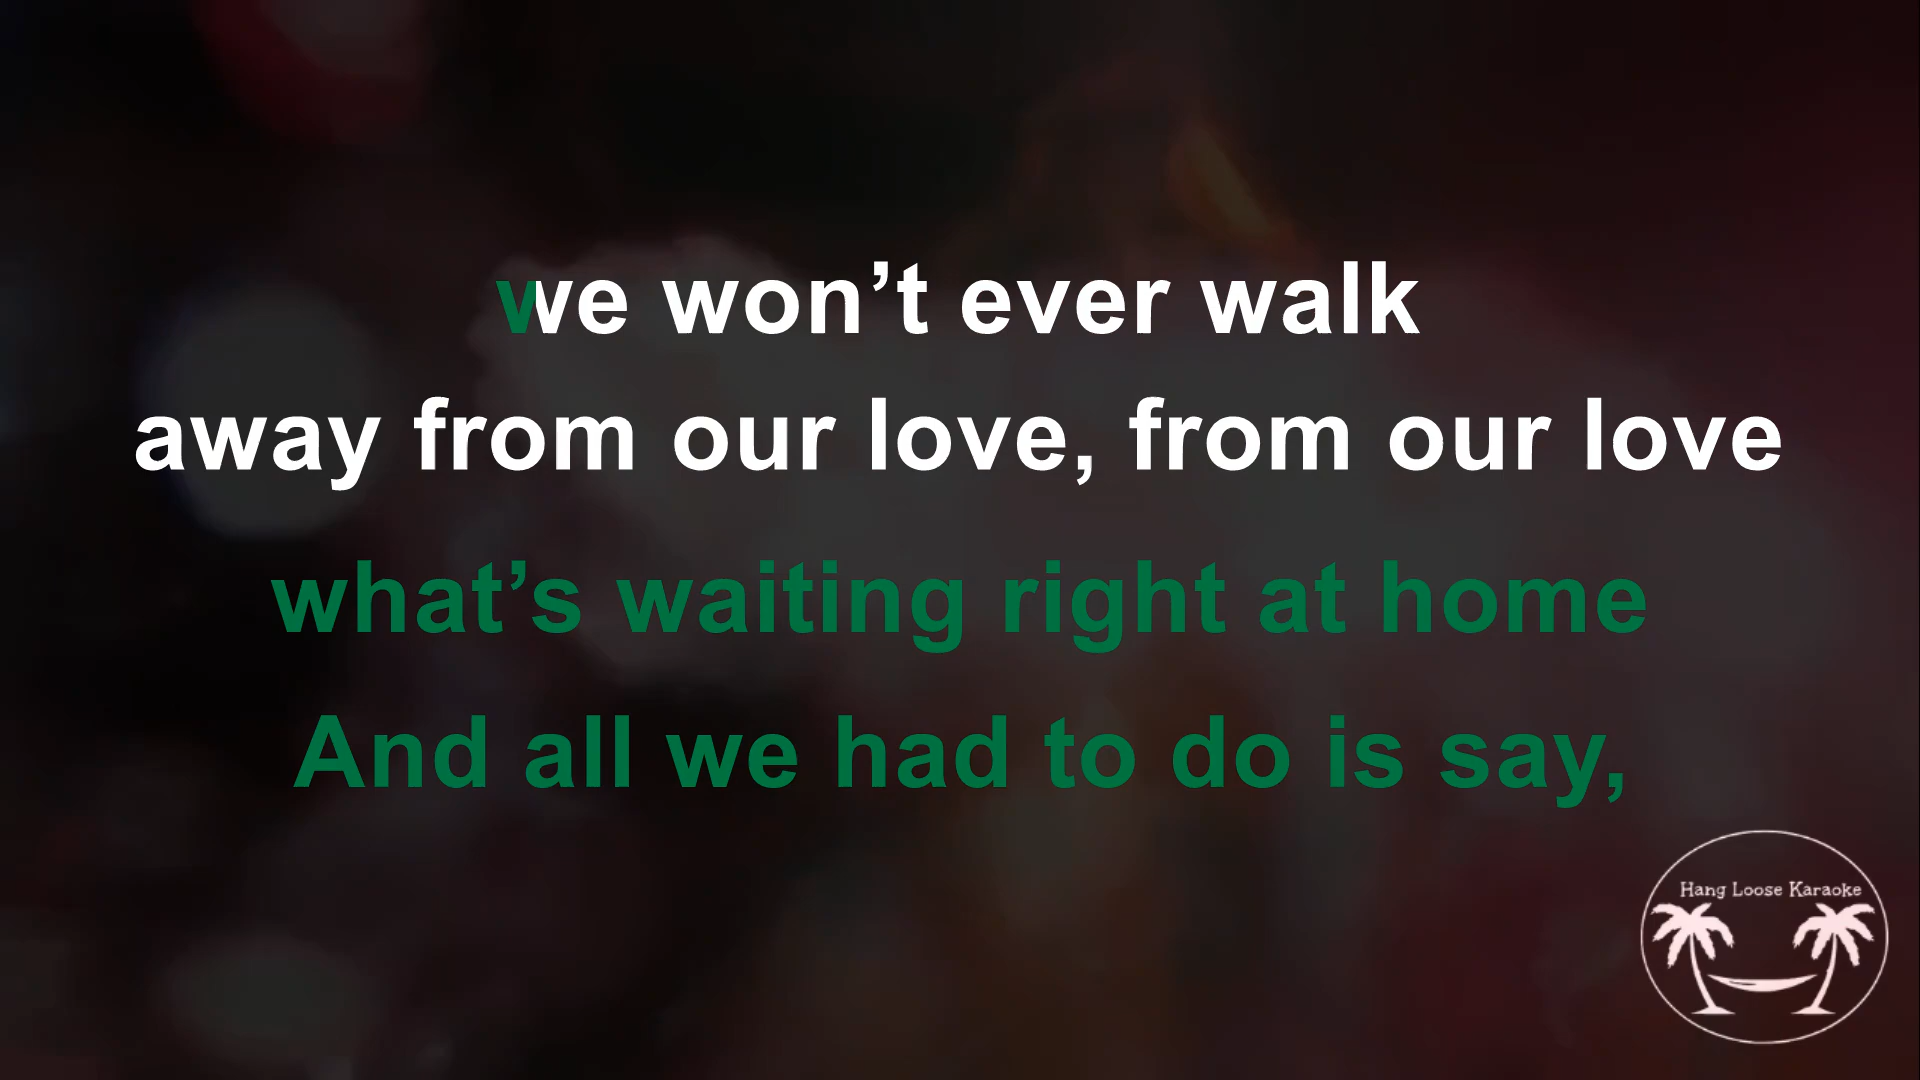 we won’t ever walk
away from our love, from our love
what’s waiting right at home
And all we had to do is say,
Hang Loose Karaoke